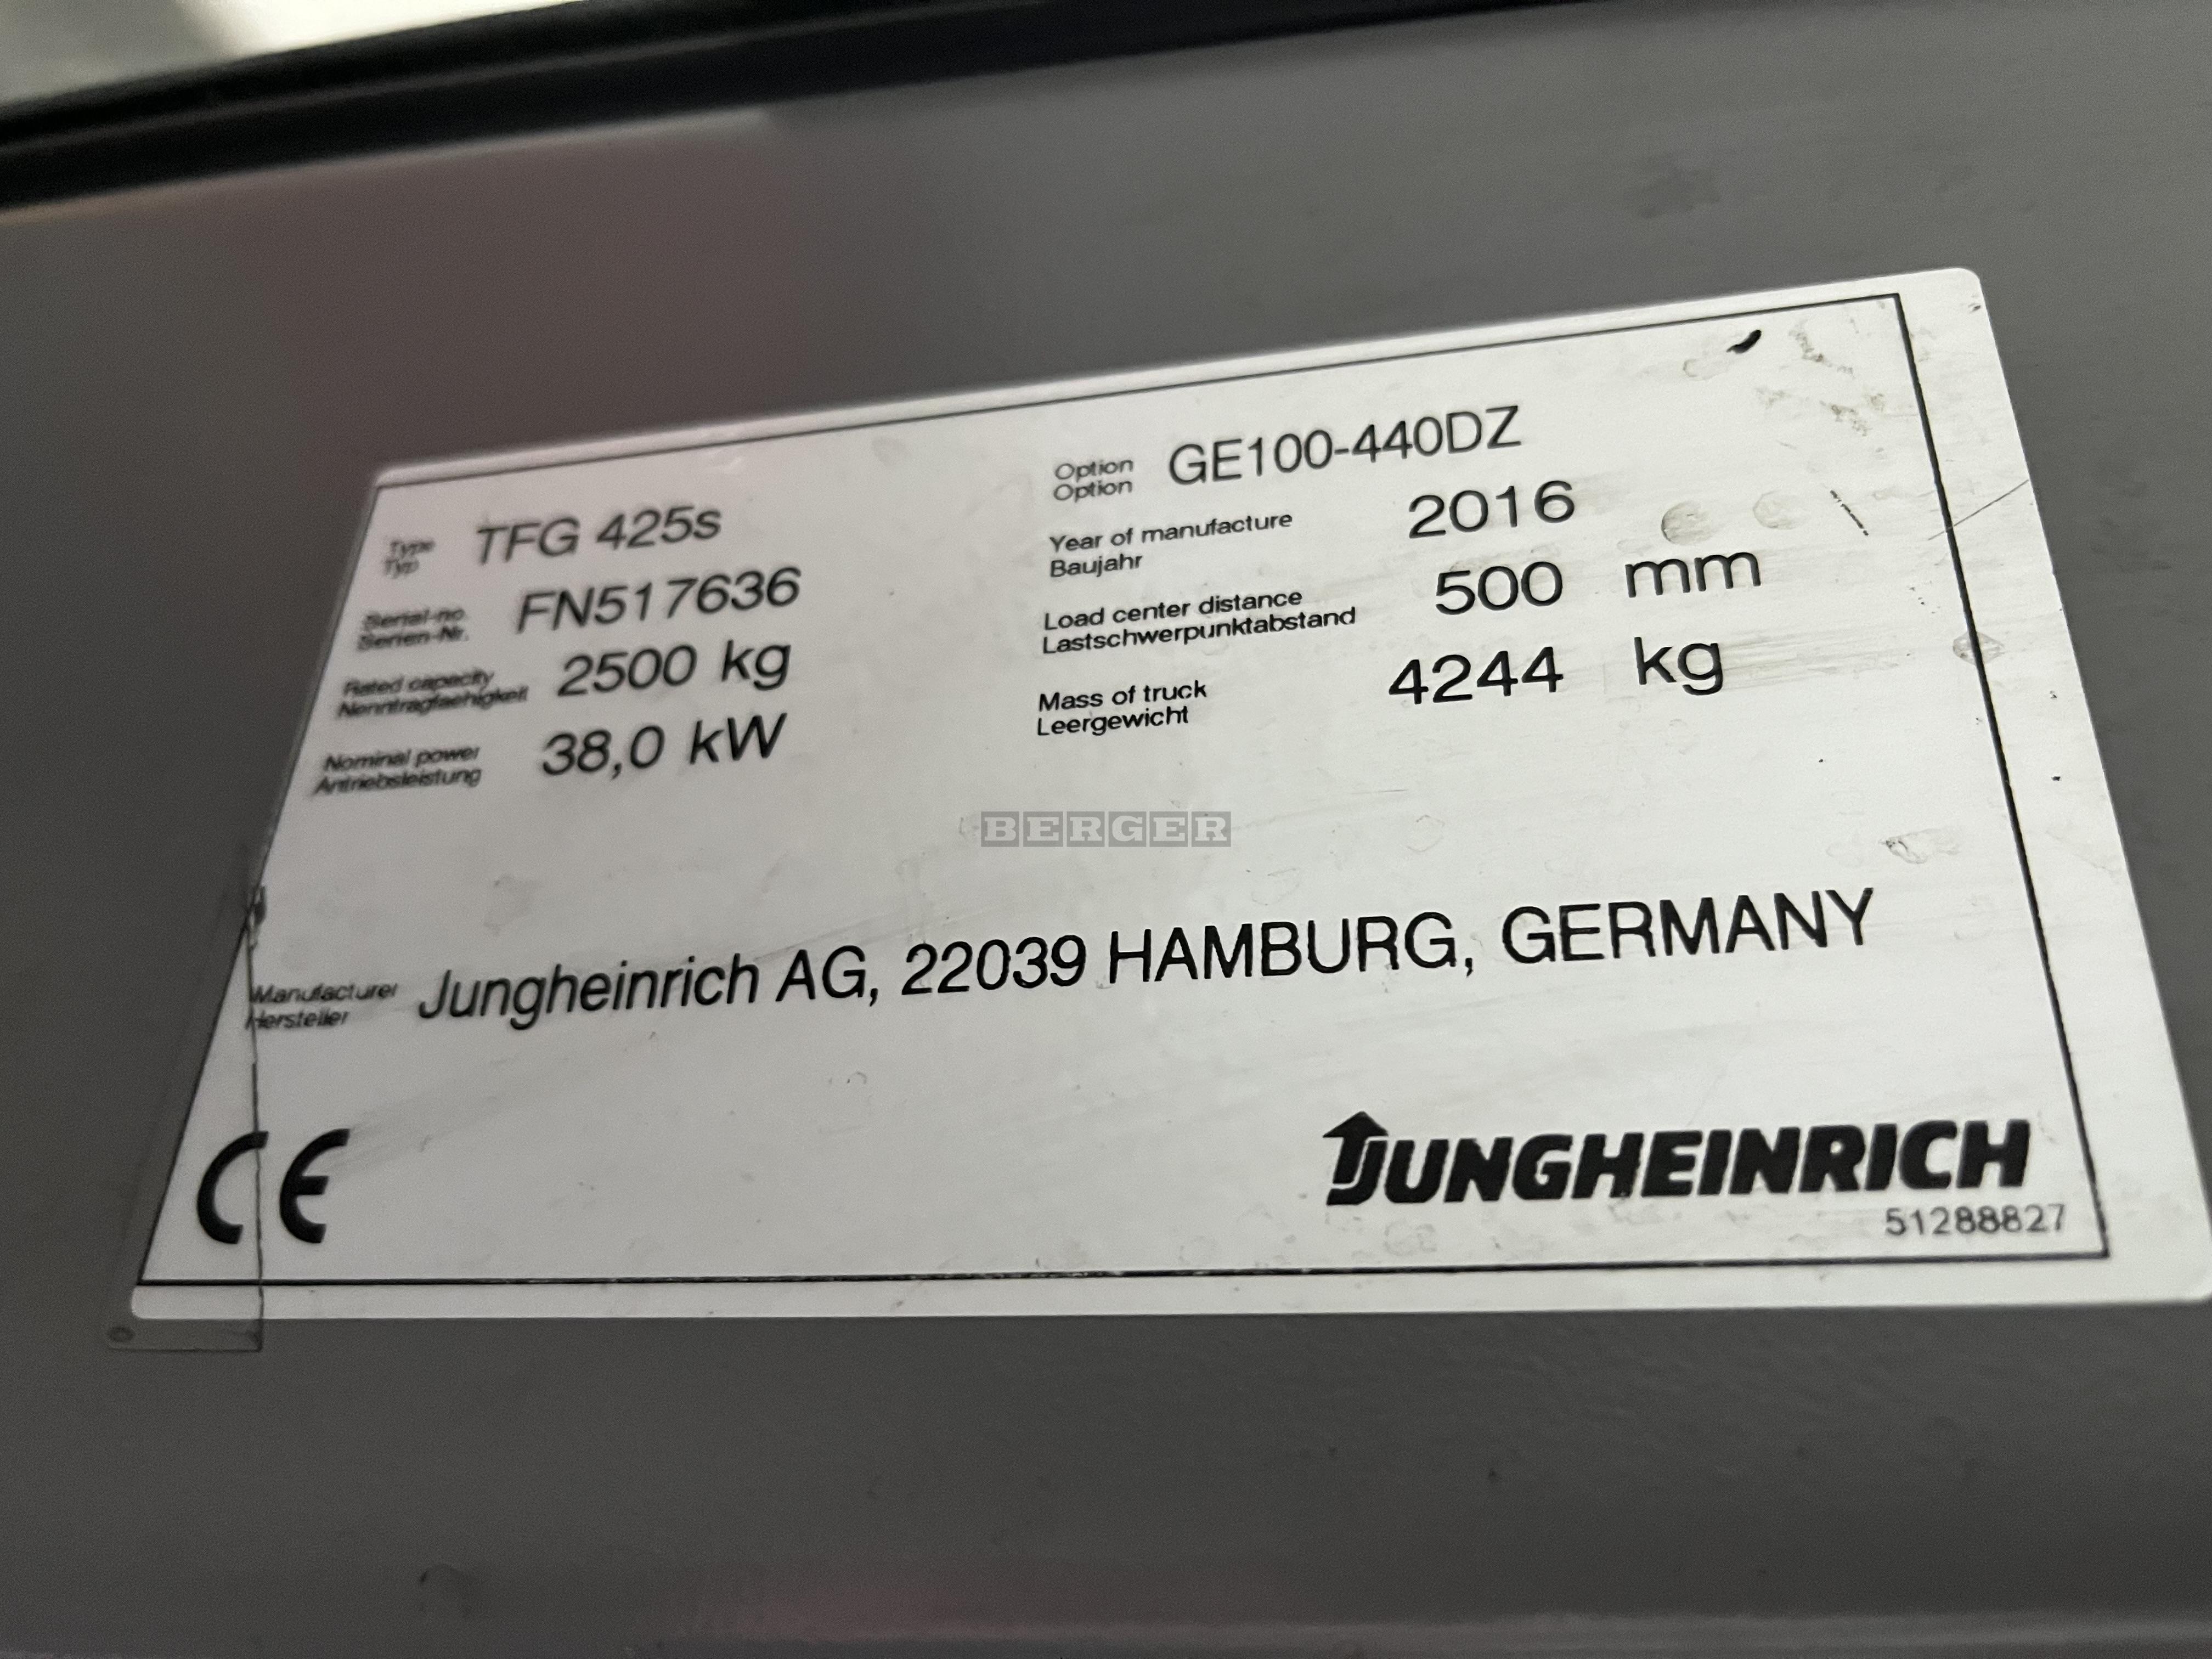 Type
Typ
TFG 425s
Serial-no.
Serien-Nr.
FN517636
Rated capacity
Nenntragfaehigkeit
2500 kg
Nominal power
Antriebsleistung
38,0 kW
Option
Option
GE100-440DZ
Year of manufacture
Baujahr
2016
Load center distance
Lastschwerpunktabstand
500 mm
Mass of truck
Leergewicht
4244 kg
BERGER
Manufacturer
Hersteller
Jungheinrich AG, 22039 HAMBURG, GERMANY
CE
JUNGHEINRICH
51288827